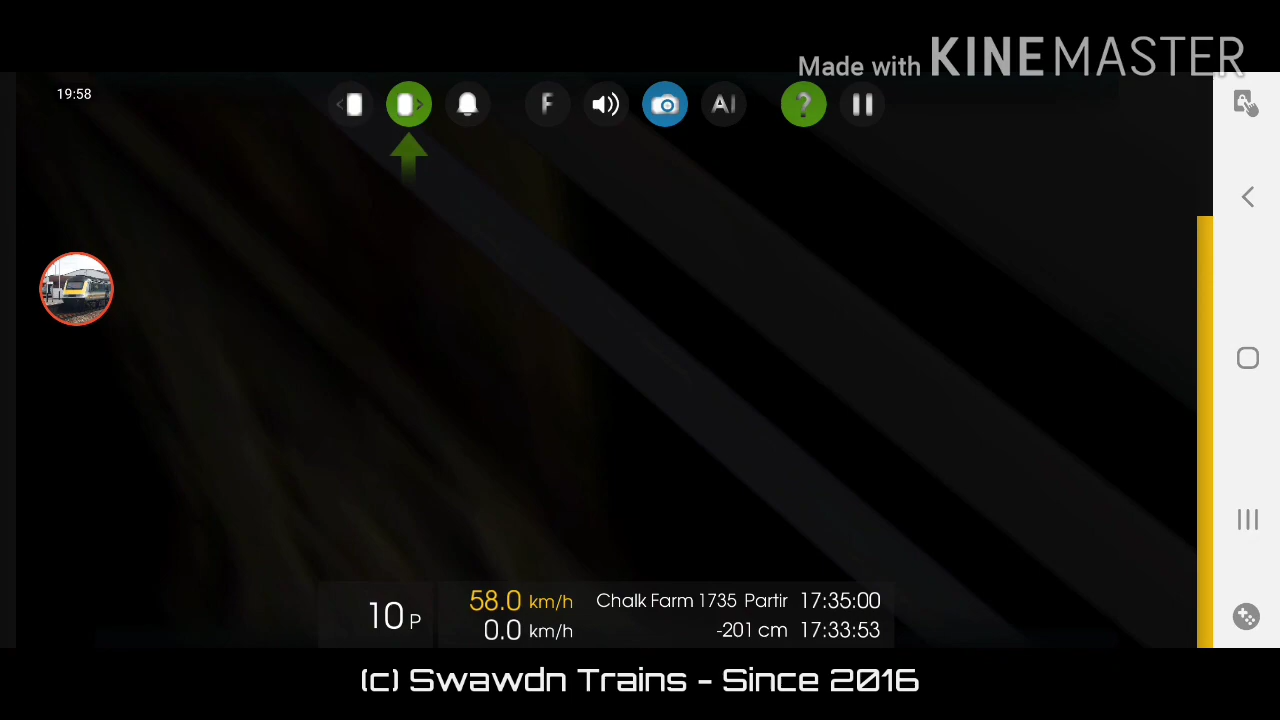 Made with KINEMASTER
19:58
F
AI
?
10 P
58.0 km/h Chalk Farm 1735 Partir 17:35:00
0.0 km/h -201 cm 17:33:53
(c) Swawdn Trains - Since 2016